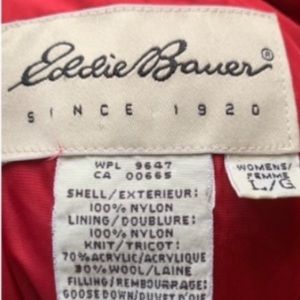 Eddie Bauer®
SINCE 1920
WPL 9647
CA 00665
WOMENS/
FEMME
L/G
SHELL/EXTERIEUR:
100% NYLON
LINING/DOUBLURE:
100% NYLON
KNIT/TRICOT:
70% ACRYLIC/ACRYLIQUE
30% WOOL/LAINE
FILLING/REMBOURRAGE:
GOOSE DOWN/DUVET D'OIE